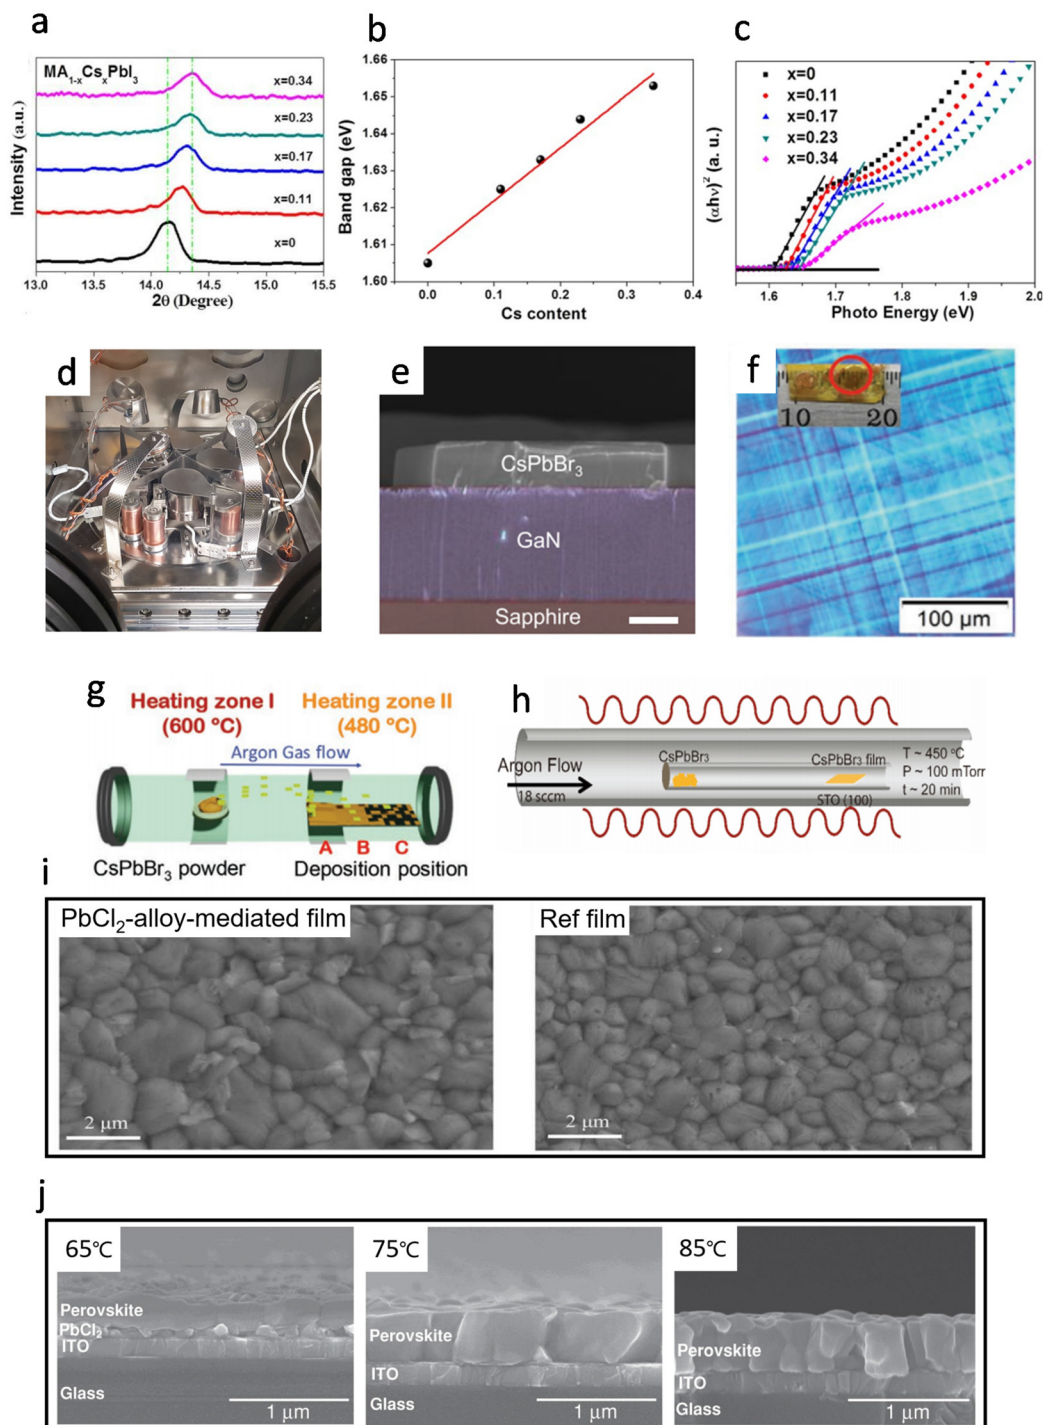 a
MA1-xCsxPbI3
x=0.34
x=0.23
x=0.17
x=0.11
x=0
Intensity (a.u.)
13.0 13.5 14.0 14.5 15.0 15.5
2θ (Degree)
b
1.66
1.65
1.64
1.63
1.62
1.61
1.60
Band gap (eV)
0.0 0.1 0.2 0.3 0.4
Cs content
c
x=0
x=0.11
x=0.17
x=0.23
x=0.34
(αhν)² (a. u.)
1.6 1.7 1.8 1.9 2.0
Photo Energy (eV)
d
e
CsPbBr3
GaN
Sapphire
f
10 20
100 μm
g
Heating zone I
(600 ºC)
Heating zone II
(480 ºC)
Argon Gas flow
A B C
CsPbBr3 powder
Deposition position
h
Argon Flow
18 sccm
CsPbBr3
CsPbBr3 film
STO (100)
T ~ 450 °C
P ~ 100 mTorr
t ~ 20 min
i
PbCl2-alloy-mediated film
2 μm
Ref film
2 μm
j
65℃
Perovskite
PbCl2
ITO
Glass
1 μm
75℃
Perovskite
ITO
Glass
1 μm
85℃
Perovskite
ITO
Glass
1 μm